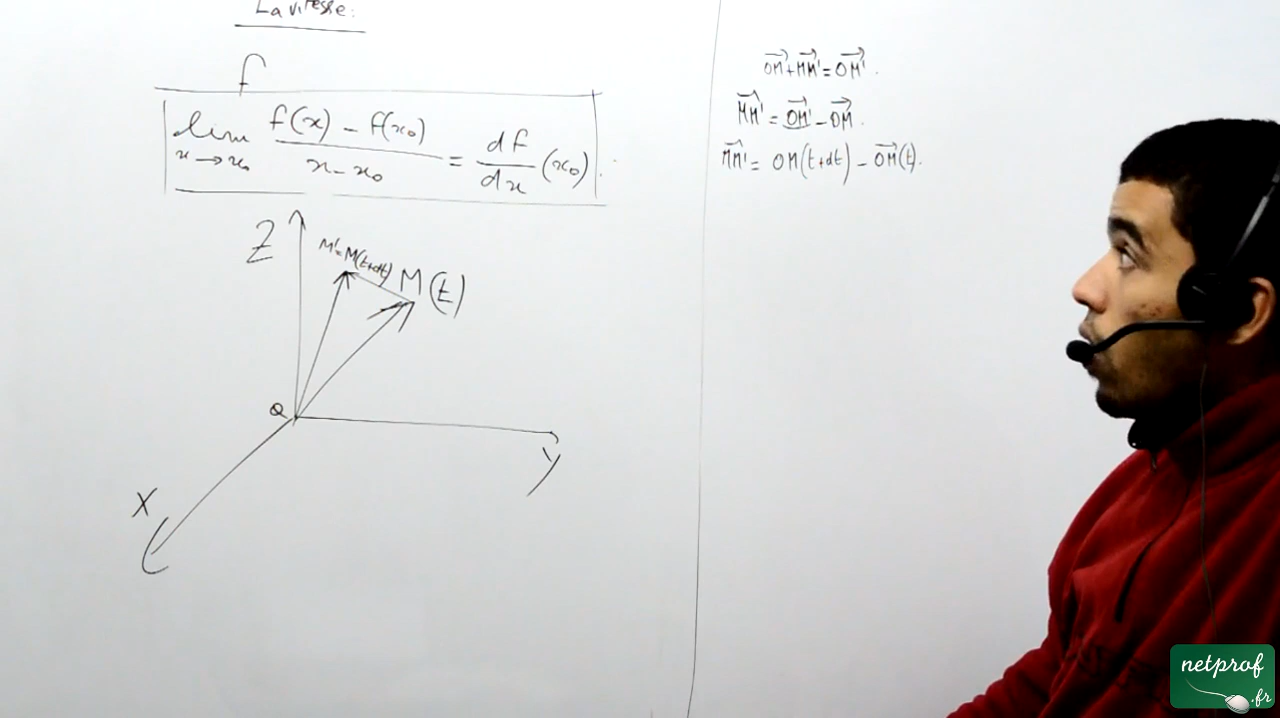 La vitesse:
f
lim x→x₀ f(x) - f(x₀) / x - x₀ = df/dx (x₀).
Z
M'=M(t+dt)
M(t)
O
Y
X
OM⃗+MM'⃗=OM'⃗.
MM'⃗ = OM'⃗ - OM⃗.
MM'⃗ = OM(t+dt) - OM⃗(t).
netprof
.fr